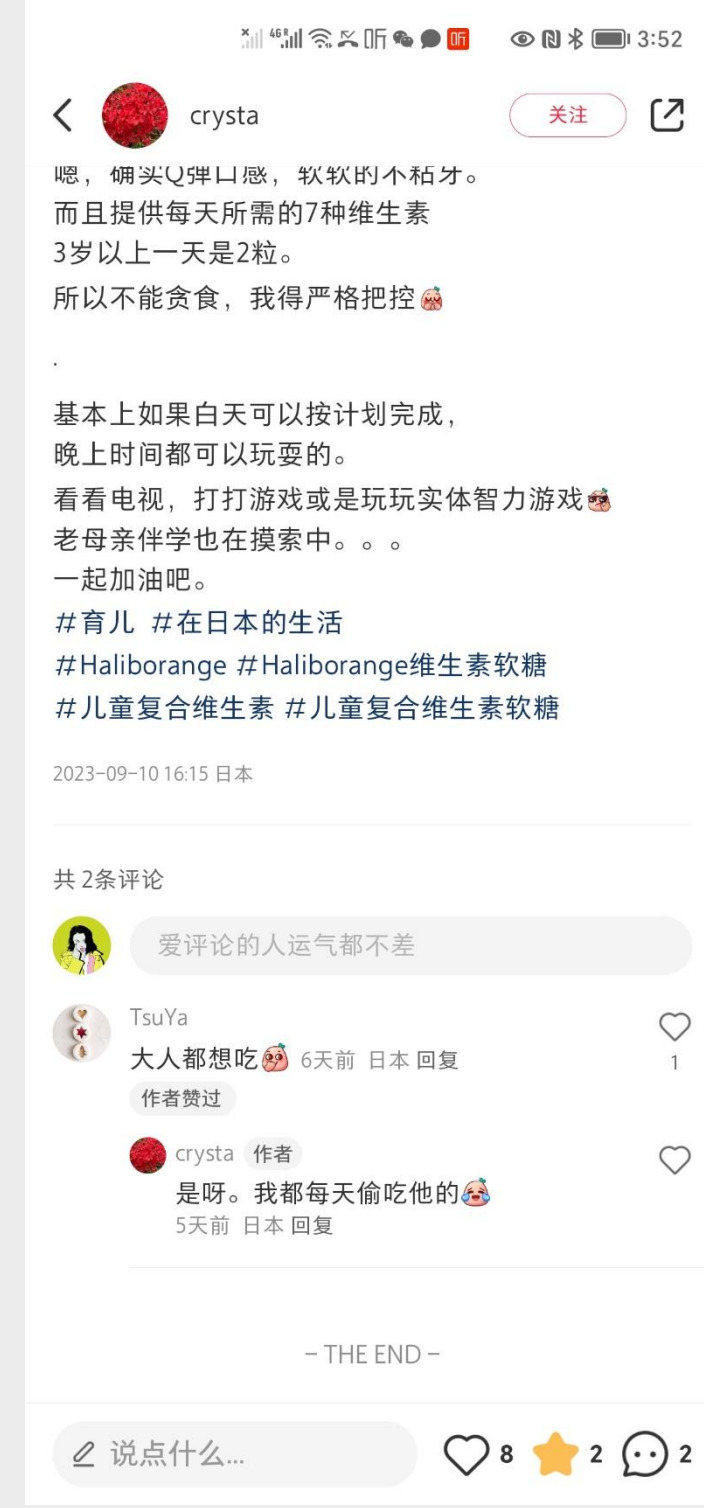 3:52
crysta
关注
嗯，确实Q弹口感，软软的不粘牙。
而且提供每天所需的7种维生素
3岁以上一天是2粒。
所以不能贪食，我得严格把控
.
基本上如果白天可以按计划完成，
晚上时间都可以玩耍的。
看看电视，打打游戏或是玩玩实体智力游戏
老母亲伴学也在摸索中。。。
一起加油吧。
#育儿 #在日本的生活
#Haliborange #Haliborange维生素软糖
#儿童复合维生素 #儿童复合维生素软糖
2023-09-10 16:15 日本
共 2条评论
爱评论的人运气都不差
TsuYa
大人都想吃 6天前 日本 回复
1
作者赞过
crysta 作者
是呀。我都每天偷吃他的
5天前 日本 回复
- THE END -
说点什么... 8 2 2